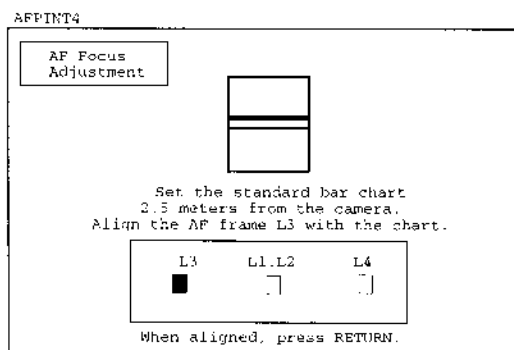 AFPINT4
AF Focus
Adjustment
Set the standard bar chart
2.5 meters from the camera.
Align the AF frame L3 with the chart.
L3 L1.L2 L4
When aligned, press RETURN.